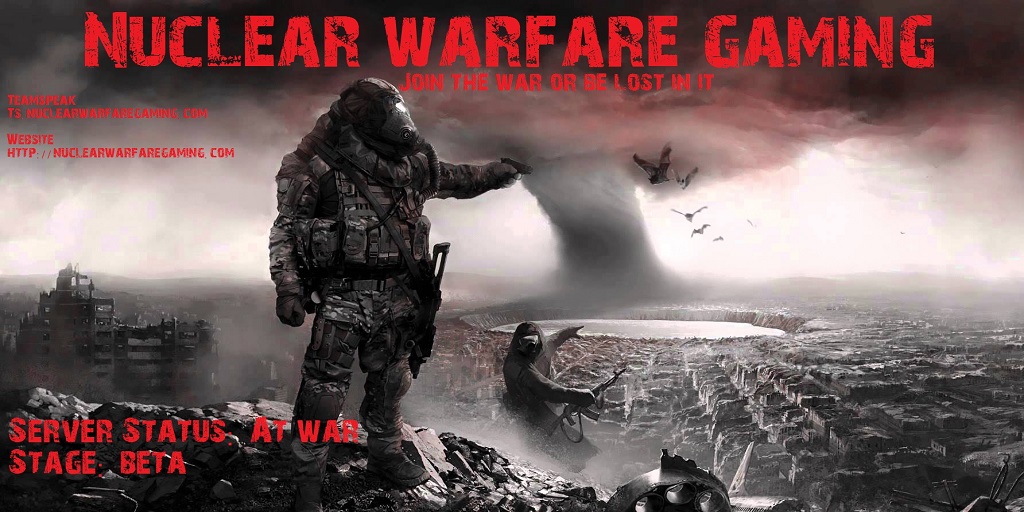 Nuclear warfare Gaming
Join the war or be lost in it
Teamspeak
ts.nuclearwarfaregaming.com
Website
http://nuclearwarfaregaming.com
Server Status: At war
Stage: beta